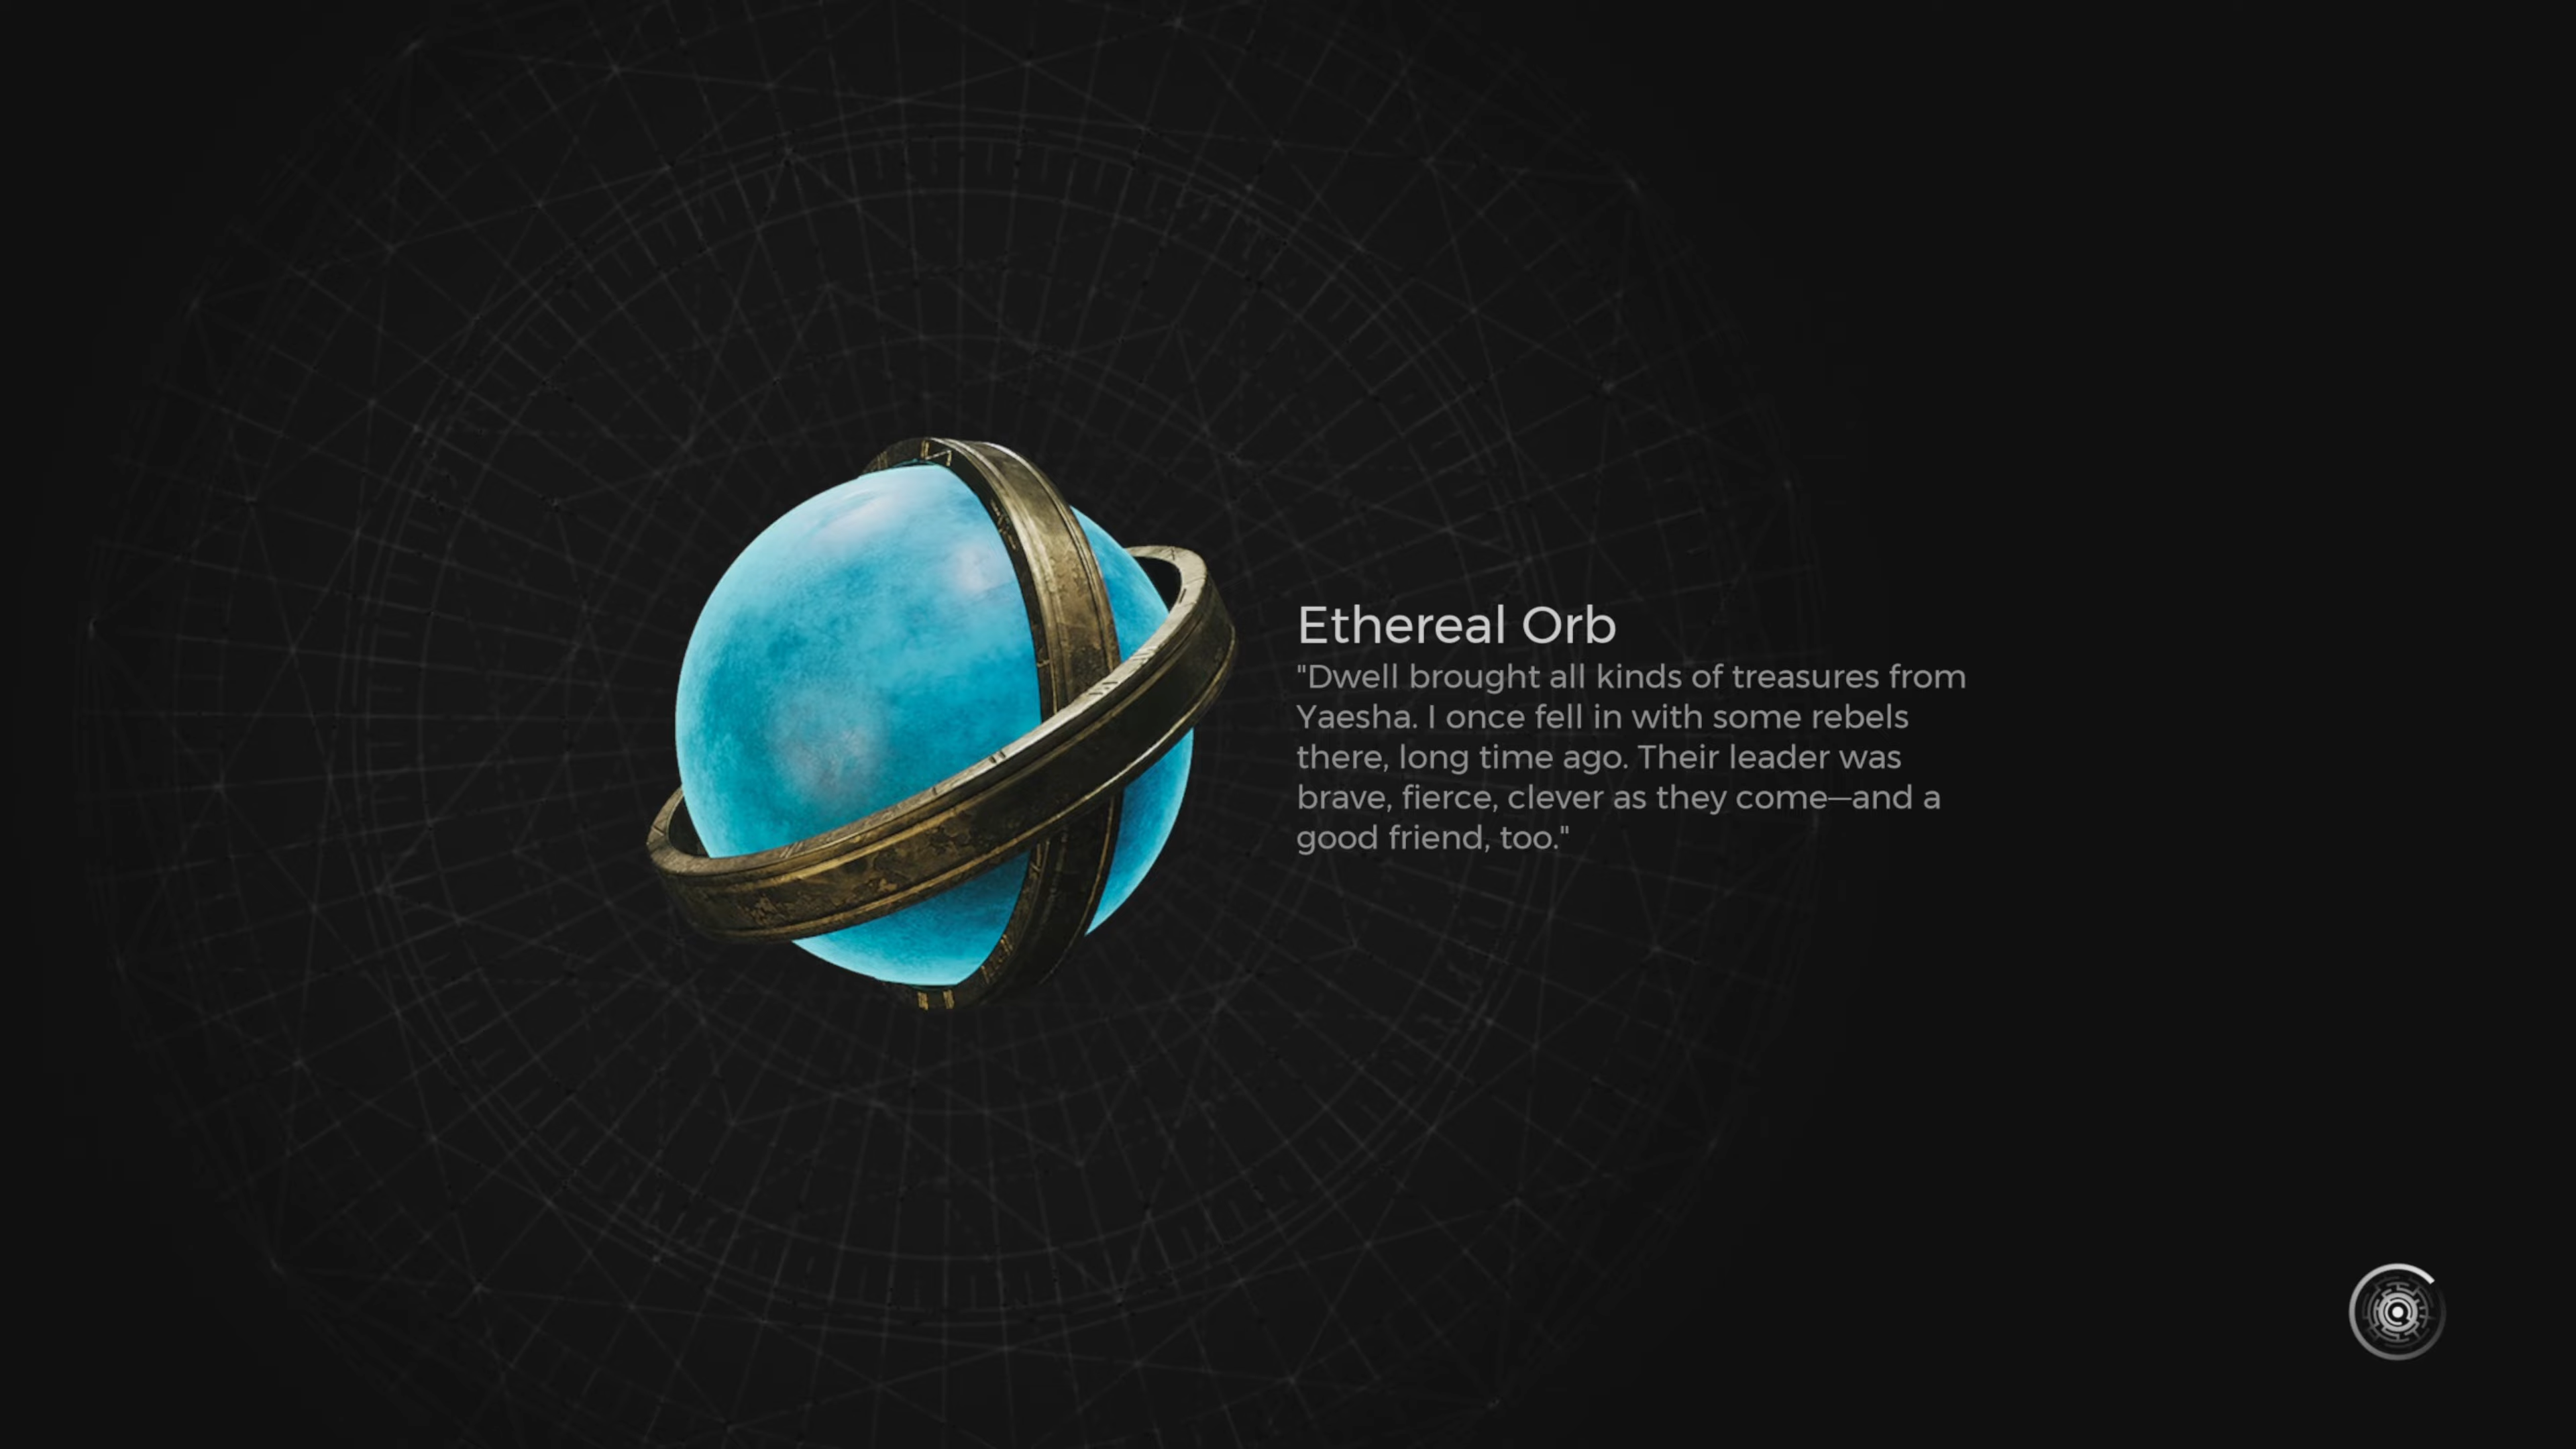 Ethereal Orb
"Dwell brought all kinds of treasures from
Yaesha. I once fell in with some rebels
there, long time ago. Their leader was
brave, fierce, clever as they come—and a
good friend, too."